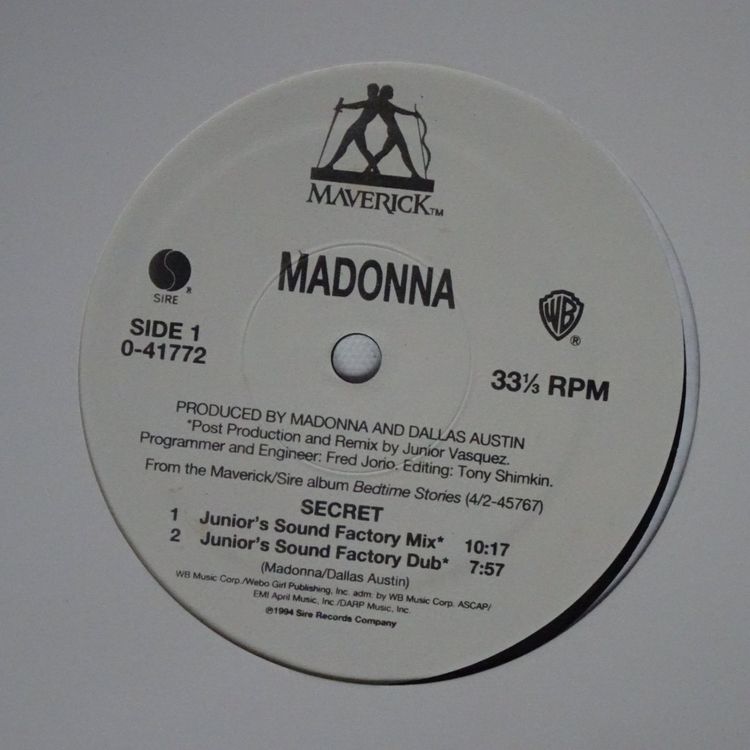 MAVERICK™
MADONNA
SIRE ®
WB ®
SIDE 1
0-41772
33⅓ RPM
PRODUCED BY MADONNA AND DALLAS AUSTIN
*Post Production and Remix by Junior Vasquez.
Programmer and Engineer: Fred Jorio. Editing: Tony Shimkin.
From the Maverick/Sire album Bedtime Stories (4/2-45767)
SECRET
1 Junior's Sound Factory Mix* 10:17
2 Junior's Sound Factory Dub* 7:57
(Madonna/Dallas Austin)
WB Music Corp./Webo Girl Publishing, Inc. adm. by WB Music Corp. ASCAP/
EMI April Music, Inc./DARP Music, Inc.
℗1994 Sire Records Company